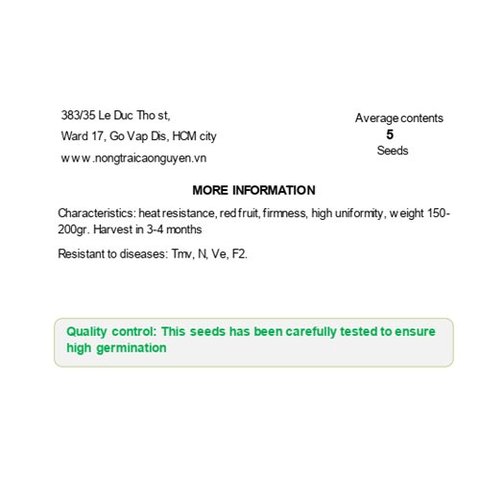 383/35 Le Duc Tho st,
Ward 17, Go Vap Dis, HCM city
www.nongtraicaonguyen.vn
Average contents
5
Seeds
MORE INFORMATION
Characteristics: heat resistance, red fruit, firmness, high uniformity, weight 150-
200gr. Harvest in 3-4 months
Resistant to diseases: Tmv, N, Ve, F2.
Quality control: This seeds has been carefully tested to ensure
high germination